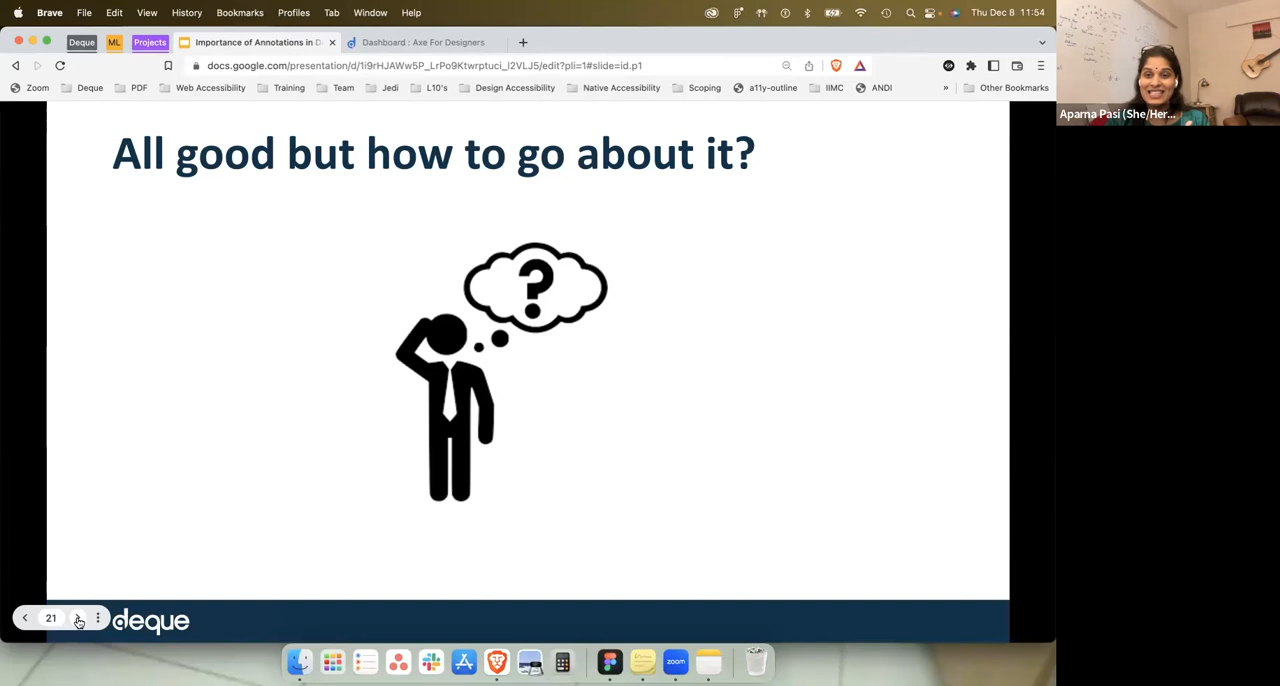 Brave File Edit View History Bookmarks Profiles Tab Window Help Thu Dec 8 11:54
Deque ML Projects Importance of Annotations in D Dashboard : Axe For Designers
docs.google.com/presentation/d/1i9rHJAWw5P_LrPo9Ktwrptuci_l2VLJ5/edit?pli=1#slide=id.p1
Zoom Deque PDF Web Accessibility Training Team Jedi L10's Design Accessibility Native Accessibility Scoping a11y-outline IIMC ANDI » Other Bookmarks
Aparna Pasi (She/Her...
All good but how to go about it?
?
21
deque
zoom